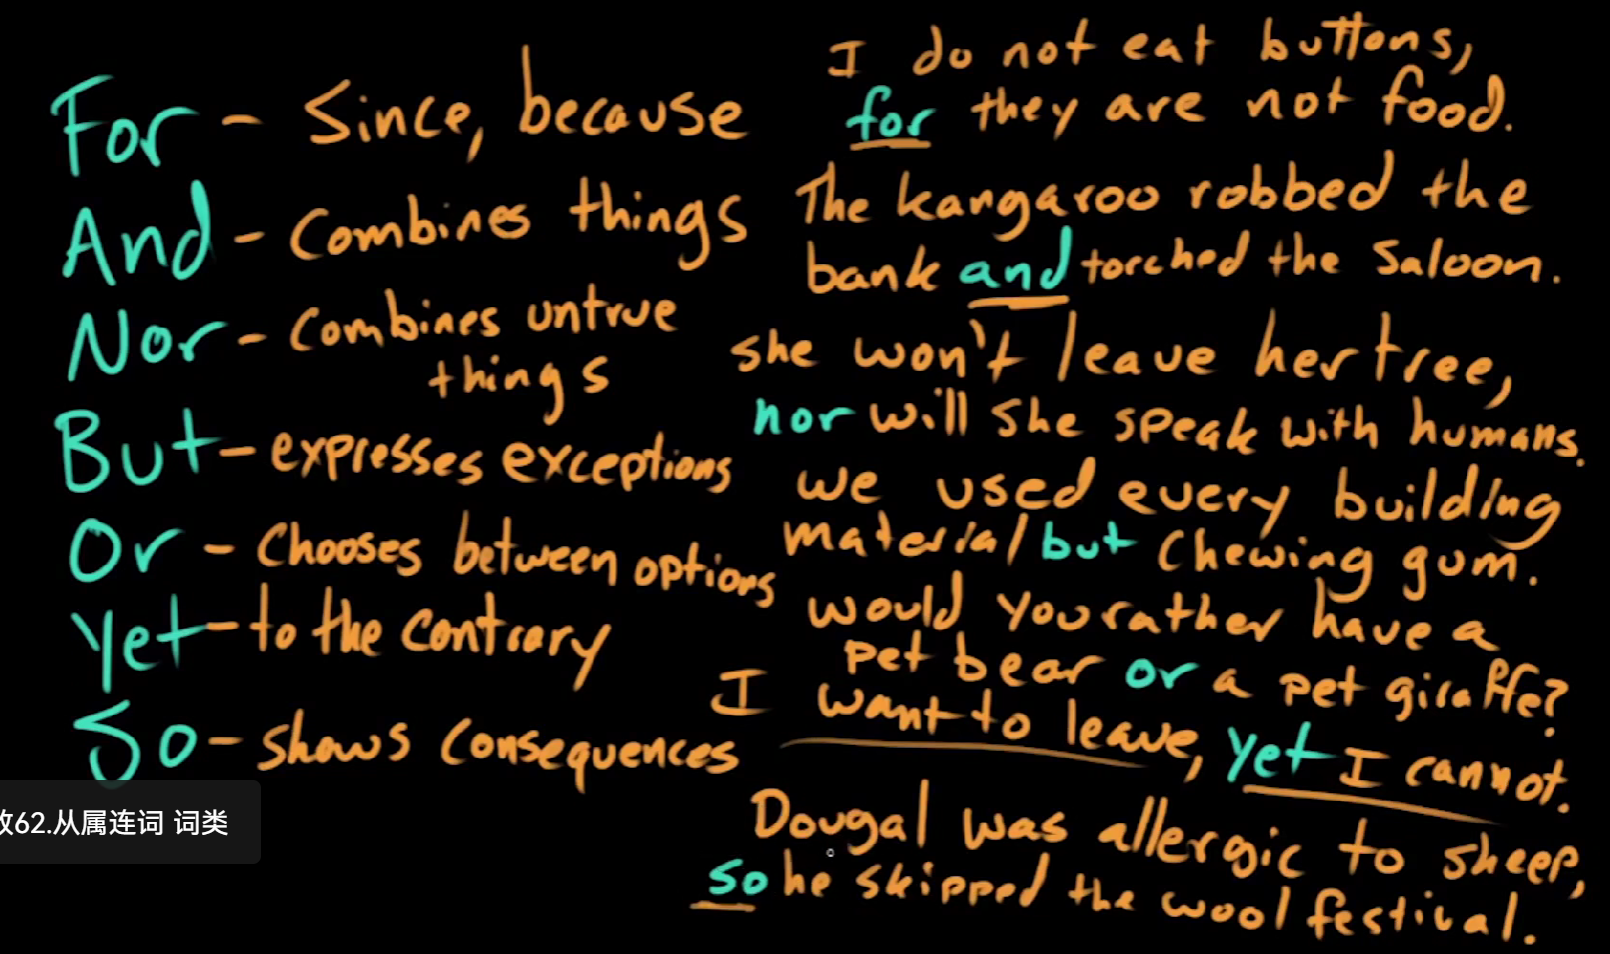 For - Since, because
And - Combines things
Nor - Combines untrue
things
But - expresses exceptions
Or - Chooses between options
Yet - to the contrary
So - shows consequences
I do not eat buttons,
for they are not food.
The kangaroo robbed the
bank and torched the saloon.
she won't leave her tree,
nor will she speak with humans.
we used every building
material but chewing gum.
would you rather have a
pet bear or a pet giraffe?
I want to leave, yet I cannot.
Dougal was allergic to sheep,
so he skipped the wool festival.
62.从属连词 词类